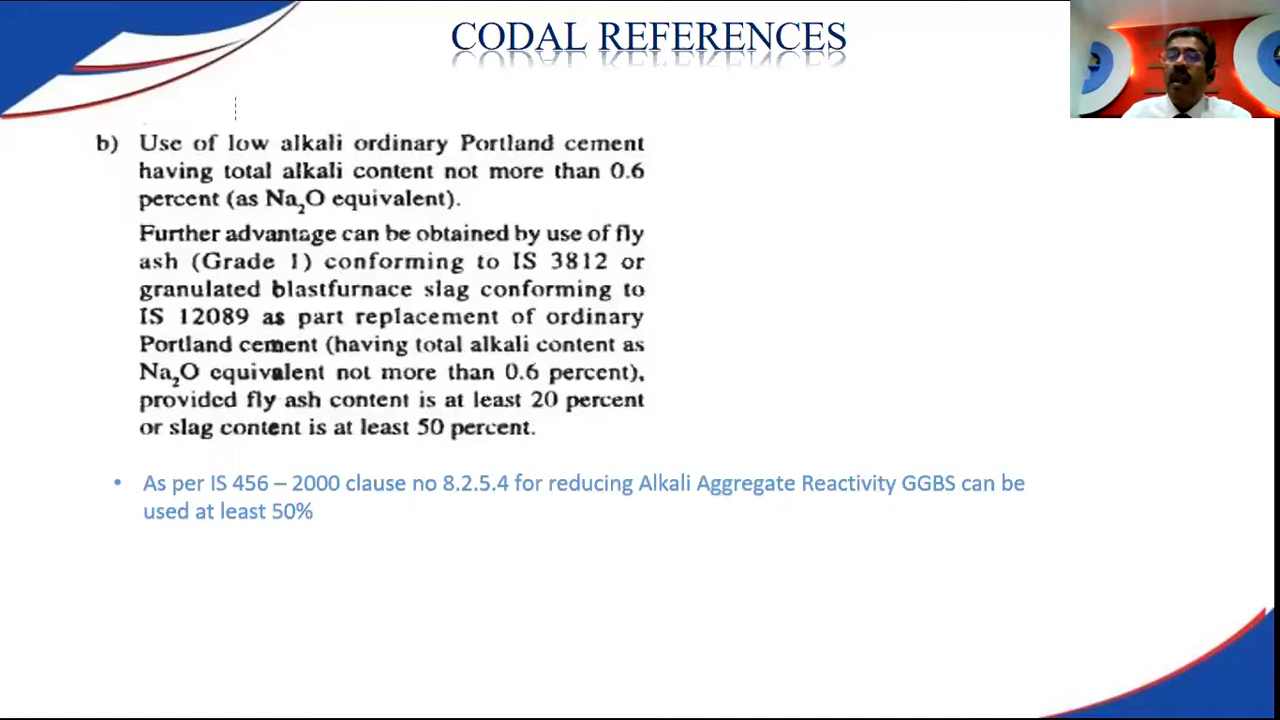 CODAL REFERENCES
b) Use of low alkali ordinary Portland cement
having total alkali content not more than 0.6
percent (as Na₂O equivalent).
Further advantage can be obtained by use of fly
ash (Grade 1) conforming to IS 3812 or
granulated blastfurnace slag conforming to
IS 12089 as part replacement of ordinary
Portland cement (having total alkali content as
Na₂O equivalent not more than 0.6 percent),
provided fly ash content is at least 20 percent
or slag content is at least 50 percent.
• As per IS 456 – 2000 clause no 8.2.5.4 for reducing Alkali Aggregate Reactivity GGBS can be
used at least 50%